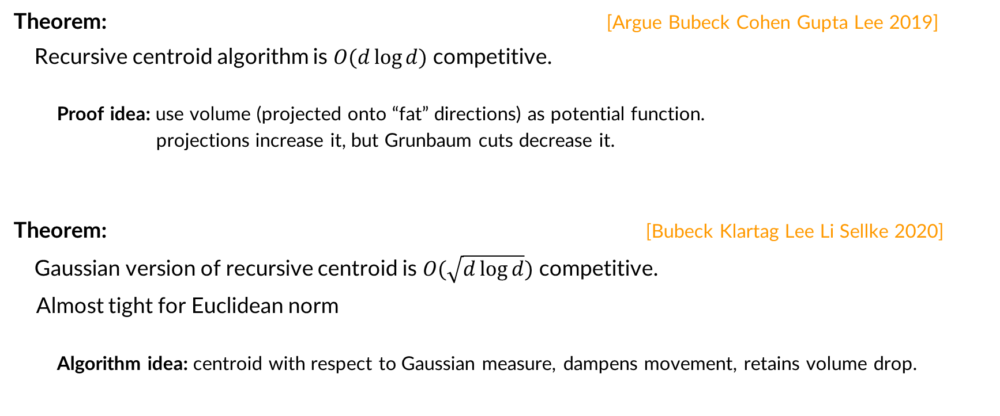 Theorem: [Argue Bubeck Cohen Gupta Lee 2019]
Recursive centroid algorithm is O(d log d) competitive.
Proof idea: use volume (projected onto “fat” directions) as potential function.
projections increase it, but Grunbaum cuts decrease it.
Theorem: [Bubeck Klartag Lee Li Sellke 2020]
Gaussian version of recursive centroid is O(√(d log d)) competitive.
Almost tight for Euclidean norm
Algorithm idea: centroid with respect to Gaussian measure, dampens movement, retains volume drop.